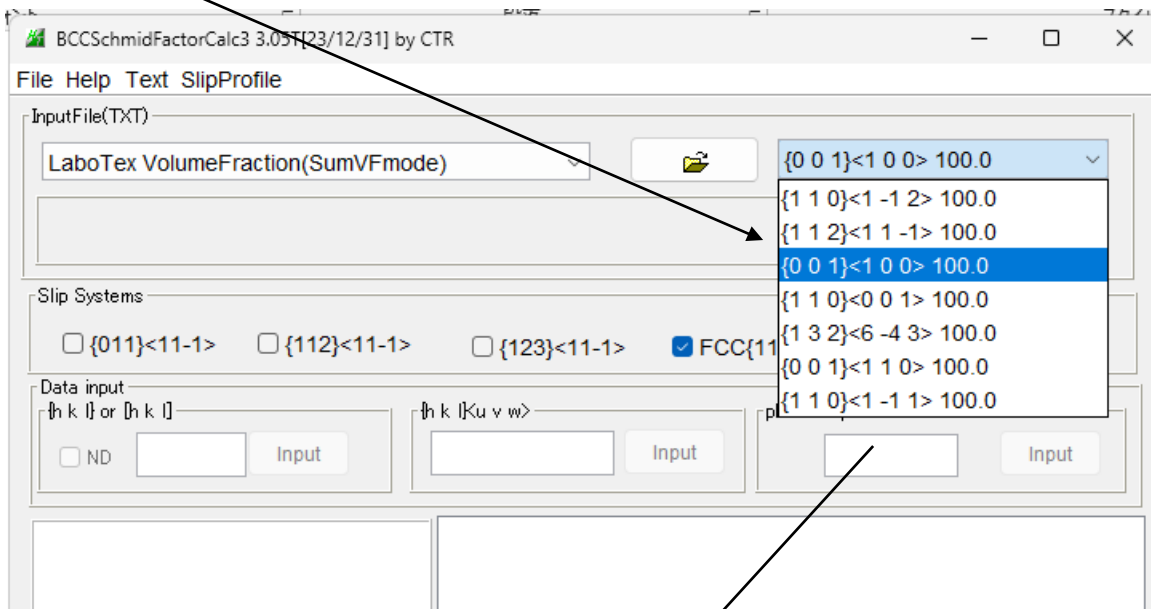 BCCSchmidFactorCalc3 3.05T[23/12/31] by CTR
File Help Text SlipProfile
InputFile(TXT)
LaboTex VolumeFraction(SumVFmode)
{0 0 1}<1 0 0> 100.0
{1 1 0}<1 -1 2> 100.0
{1 1 2}<1 1 -1> 100.0
{0 0 1}<1 0 0> 100.0
{1 1 0}<0 0 1> 100.0
{1 3 2}<6 -4 3> 100.0
{0 0 1}<1 1 0> 100.0
{1 1 0}<1 -1 1> 100.0
Slip Systems
{011}<11-1>
{112}<11-1>
{123}<11-1>
FCC{11
Data input
{h k l} or [h k l]
ND
Input
{h k l}<u v w>
Input
Input